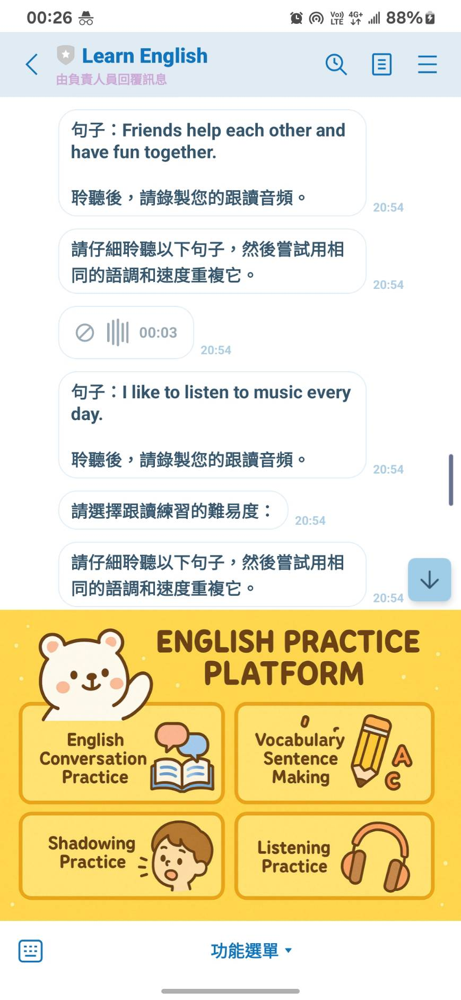 00:26
Vo)) LTE 4G+ 88%
Learn English
由負責人員回覆訊息
句子：Friends help each other and
have fun together.
聆聽後，請錄製您的跟讀音頻。
20:54
請仔細聆聽以下句子，然後嘗試用相
同的語調和速度重複它。
20:54
00:03
20:54
句子：I like to listen to music every
day.
聆聽後，請錄製您的跟讀音頻。
20:54
請選擇跟讀練習的難易度：
20:54
請仔細聆聽以下句子，然後嘗試用相
同的語調和速度重複它。
20:54
ENGLISH PRACTICE
PLATFORM
English
Conversation
Practice
Vocabulary
Sentence
Making
A
C
Shadowing
Practice
Listening
Practice
功能選單